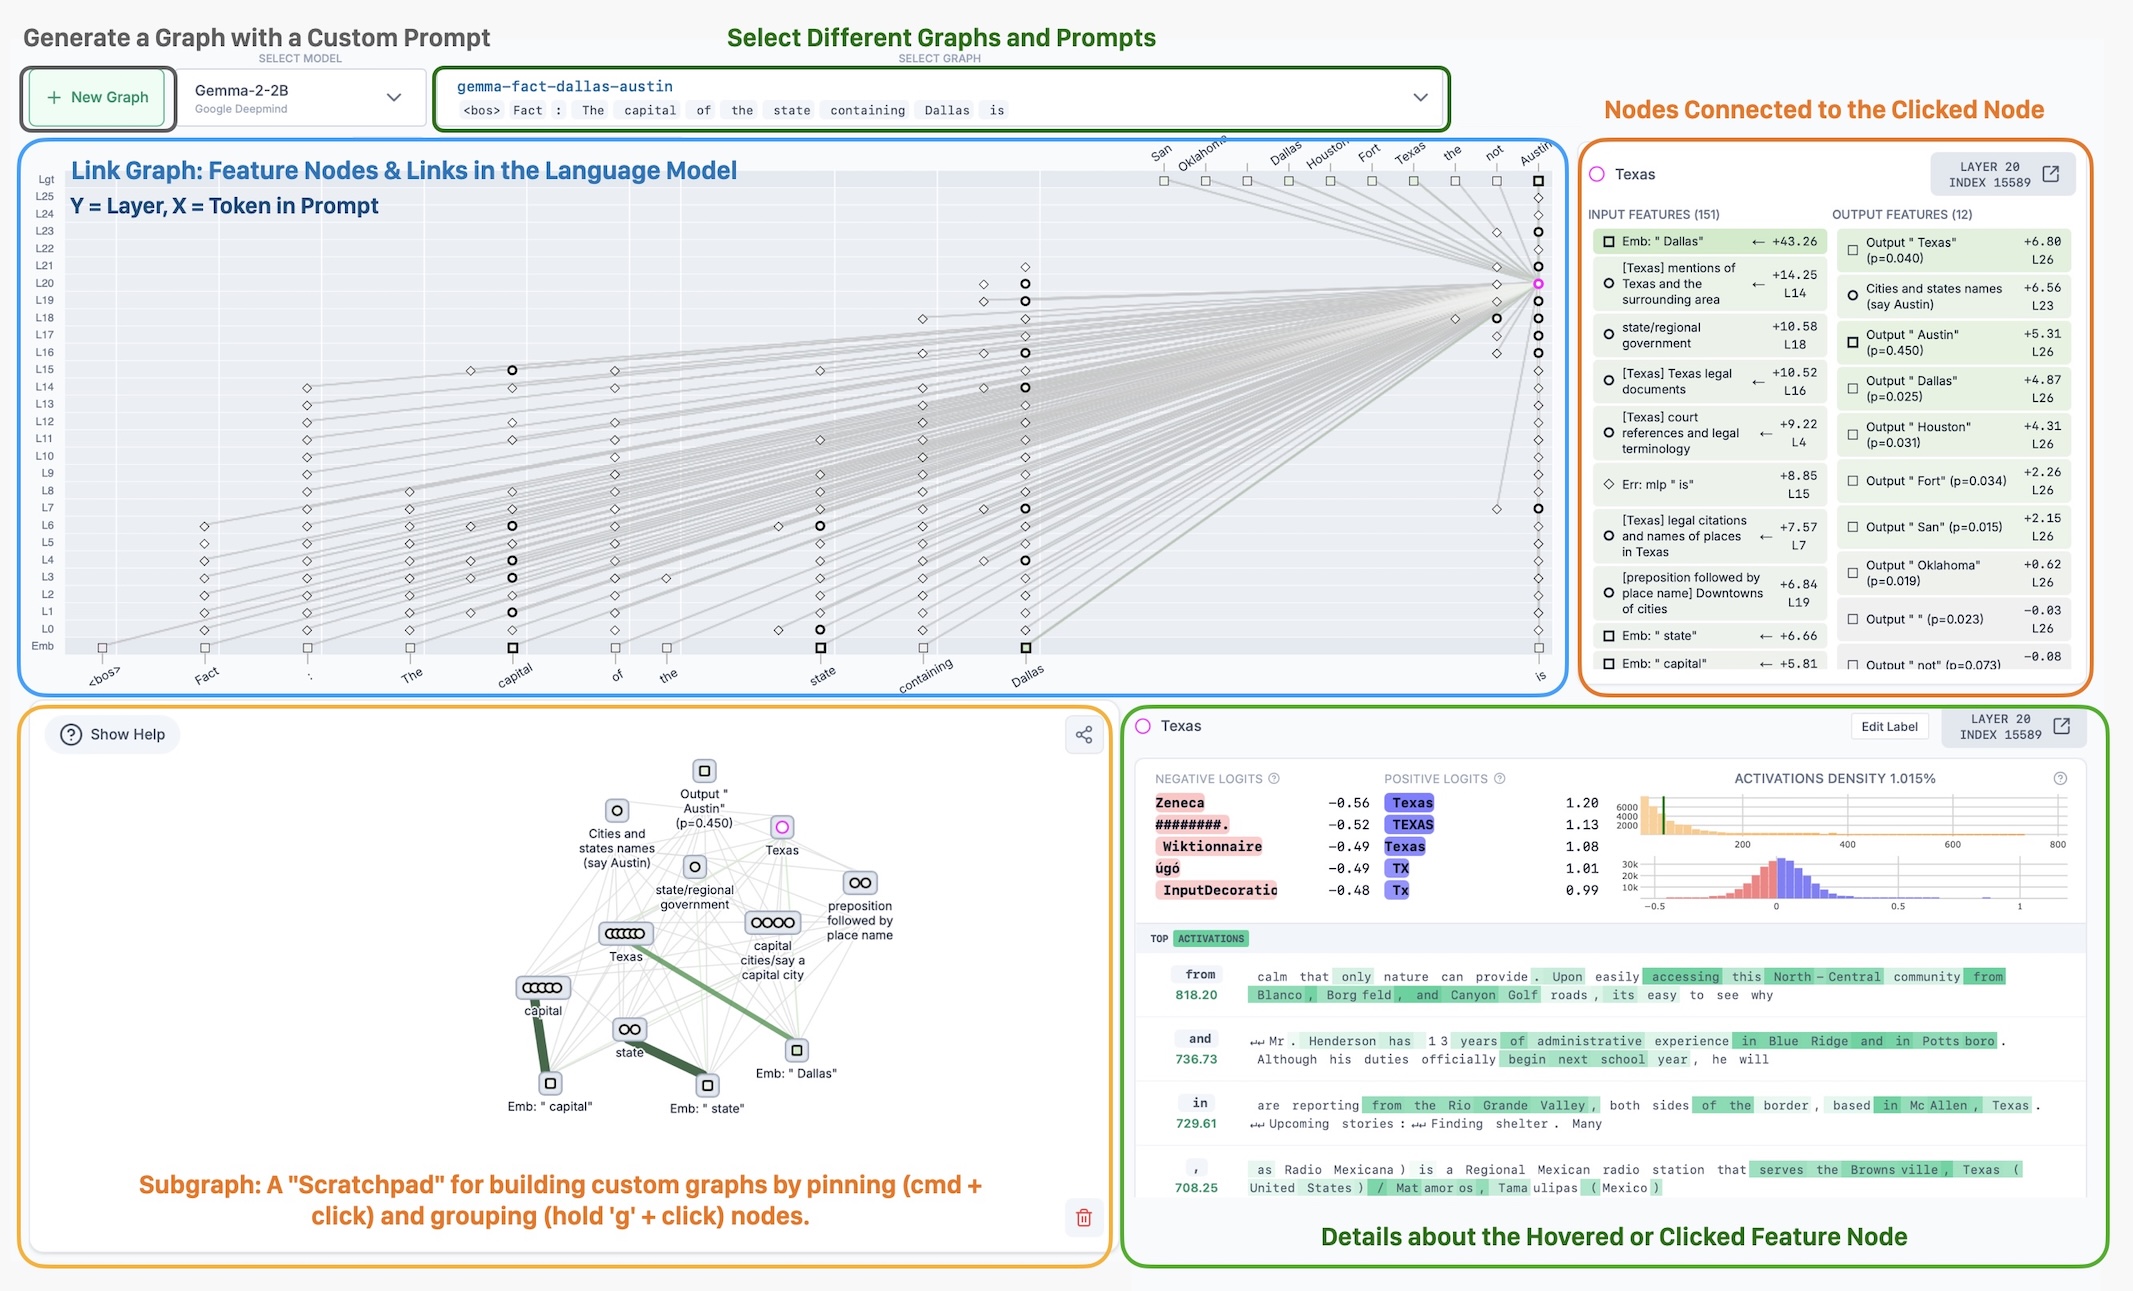 Generate a Graph with a Custom Prompt
Select Different Graphs and Prompts
SELECT MODEL
SELECT GRAPH
+ New Graph
Gemma-2-2B
Google Deepmind
gemma-fact-dallas-austin
<bos> Fact : The capital of the state containing Dallas is
Nodes Connected to the Clicked Node
Link Graph: Feature Nodes & Links in the Language Model
Y = Layer, X = Token in Prompt
San Oklahoma Dallas Houston Fort Texas the not Austin
Lgt
L25
L24
L23
L22
L21
L20
L19
L18
L17
L16
L15
L14
L13
L12
L11
L10
L9
L8
L7
L6
L5
L4
L3
L2
L1
L0
Emb
<bos> Fact : The capital of the state containing Dallas is
Texas
LAYER 20
INDEX 15589
INPUT FEATURES (151)
Emb: " Dallas" ← +43.26
[Texas] mentions of
Texas and the
surrounding area
← +14.25
L14
state/regional
government
+10.58
L18
[Texas] Texas legal
documents
← +10.52
L16
[Texas] court
references and legal
terminology
← +9.22
L4
Err: mlp " is"
+8.85
L15
[Texas] legal citations
and names of places
in Texas
← +7.57
L7
[preposition followed by
place name] Downtowns
of cities
+6.84
L19
Emb: " state" ← +6.66
Emb: " capital" ← +5.81
OUTPUT FEATURES (12)
Output " Texas"
(p=0.040)
+6.80
L26
Cities and states names
(say Austin)
+6.56
L23
Output " Austin"
(p=0.450)
+5.31
L26
Output " Dallas"
(p=0.025)
+4.87
L26
Output " Houston"
(p=0.031)
+4.31
L26
Output " Fort" (p=0.034)
+2.26
L26
Output " San" (p=0.015)
+2.15
L26
Output " Oklahoma"
(p=0.019)
+0.62
L26
Output " " (p=0.023)
-0.03
L26
Output " not" (p=0.073)
-0.08
Show Help
Output "
Austin"
(p=0.450)
Cities and
states names
(say Austin)
Texas
state/regional
government
preposition
followed by
place name
Texas
capital
cities/say a
capital city
capital
state
Emb: " Dallas"
Emb: " capital"
Emb: " state"
Subgraph: A "Scratchpad" for building custom graphs by pinning (cmd +
click) and grouping (hold 'g' + click) nodes.
Texas
Edit Label
LAYER 20
INDEX 15589
NEGATIVE LOGITS
Zeneca -0.56
########. -0.52
Wiktionnaire -0.49
úgó -0.49
InputDecoratio -0.48
POSITIVE LOGITS
Texas 1.20
TEXAS 1.13
Texas 1.08
TX 1.01
Tx 0.99
ACTIVATIONS DENSITY 1.015%
6000
4000
2000
200 400 600 800
30k
20k
10k
-0.5 0 0.5 1
TOP ACTIVATIONS
from
818.20
calm that only nature can provide. Upon easily accessing this North-Central community from
Blanco, Borgfeld, and Canyon Golf roads, its easy to see why
and
736.73
↵↵ Mr. Henderson has 13 years of administrative experience in Blue Ridge and in Pottsboro.
Although his duties officially begin next school year, he will
in
729.61
are reporting from the Rio Grande Valley, both sides of the border, based in McAllen, Texas.
↵↵ Upcoming stories: ↵↵ Finding shelter. Many
,
708.25
as Radio Mexicana) is a Regional Mexican radio station that serves the Brownsville, Texas (
United States) / Matamoros, Tamaulipas (Mexico)
Details about the Hovered or Clicked Feature Node